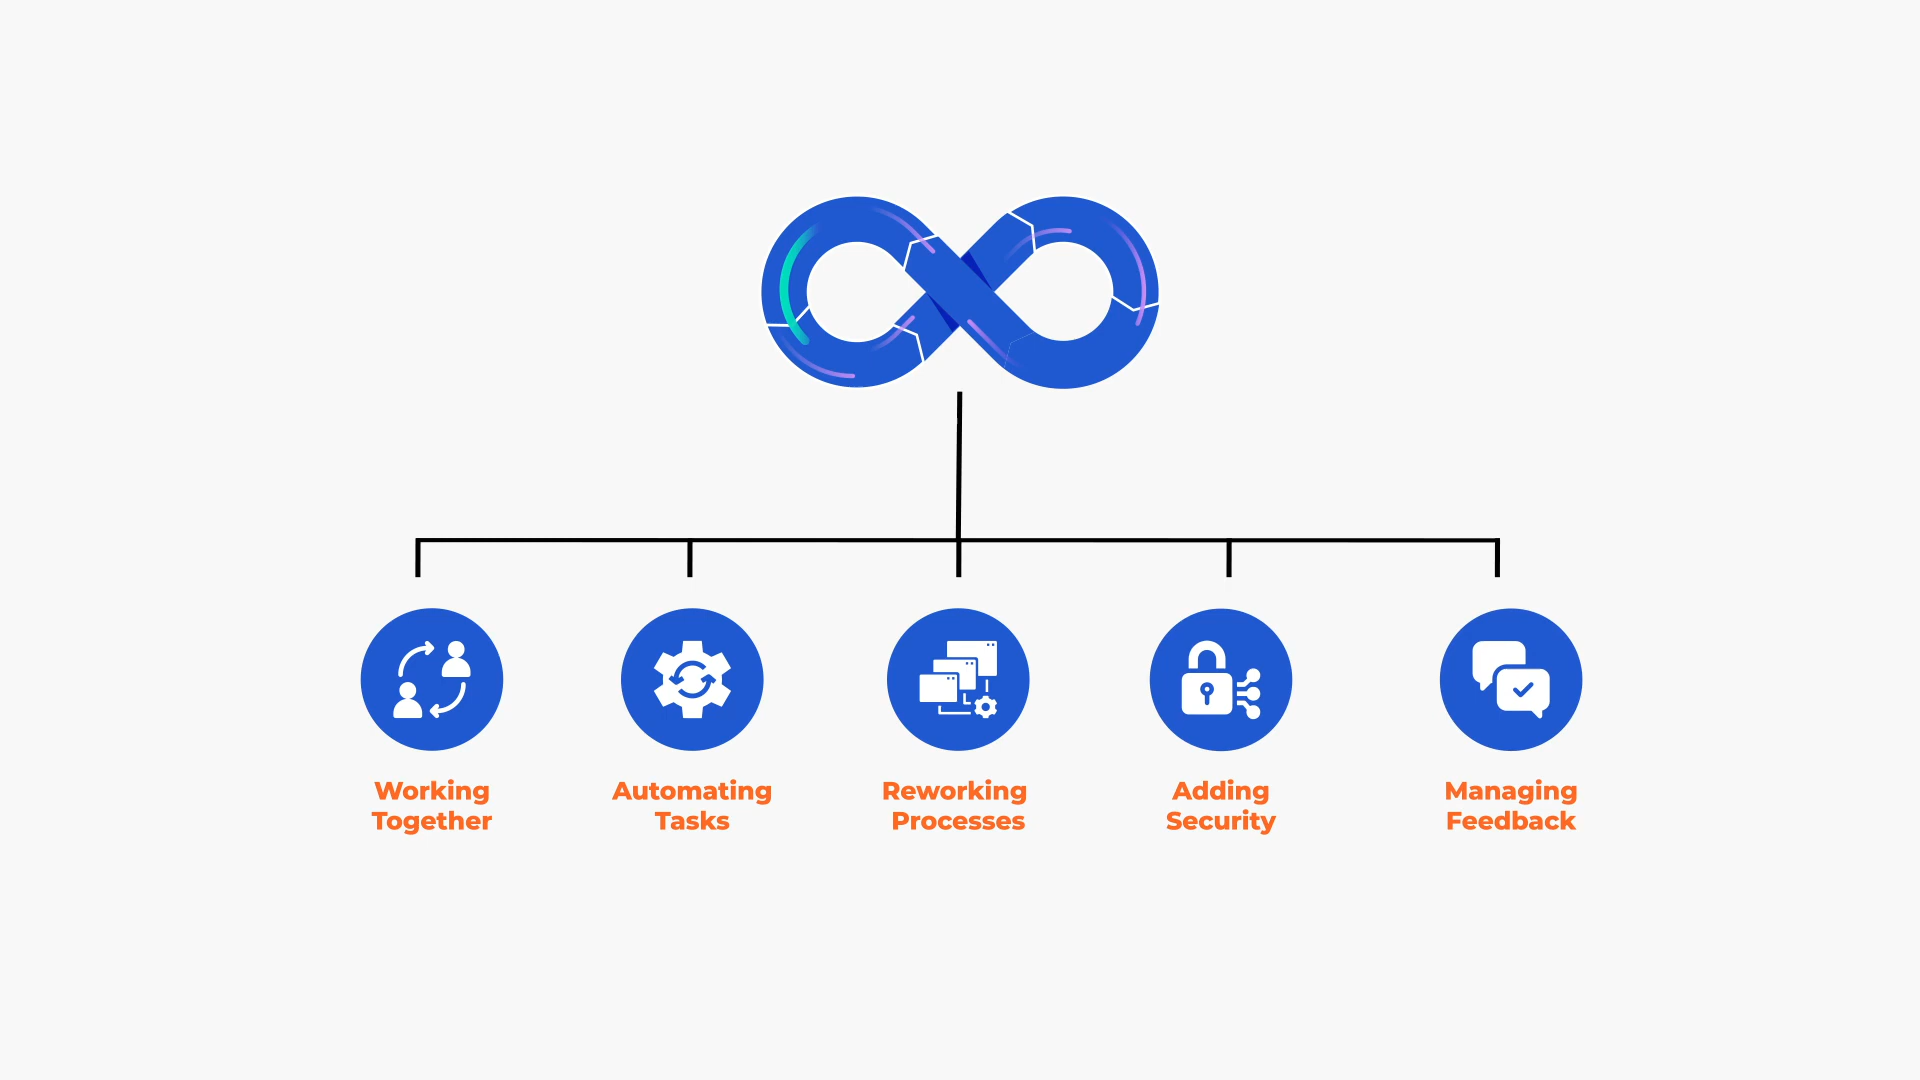 Working
Together
Automating
Tasks
Reworking
Processes
Adding
Security
Managing
Feedback